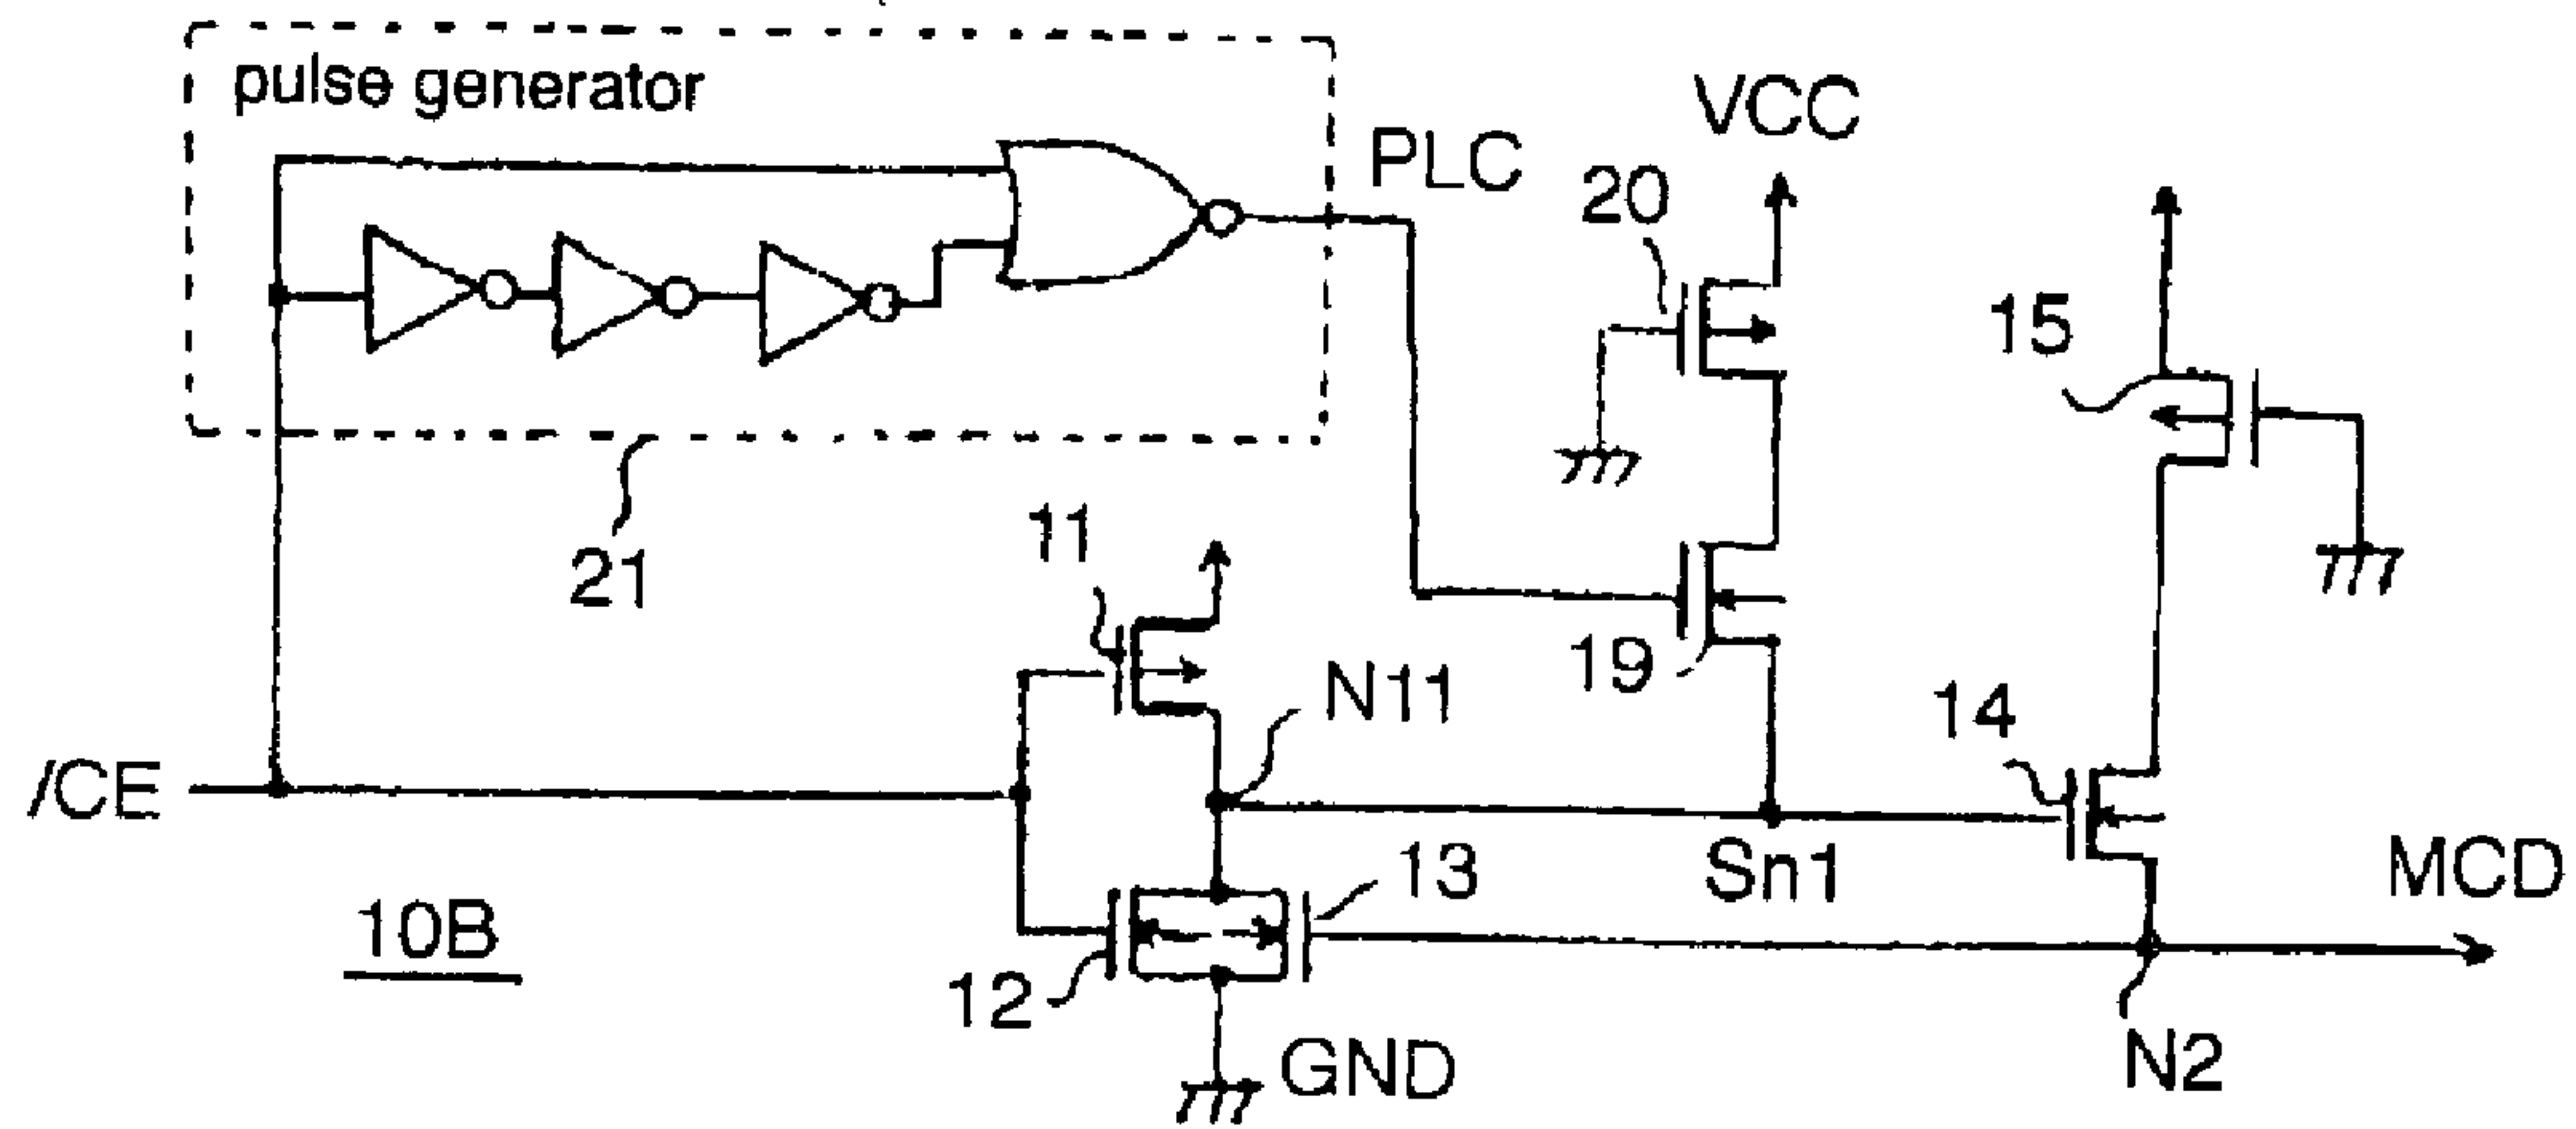 pulse generator
PLC
VCC
20
15
21
11
19
N11
14
/CE
Sn1
13
MCD
10B
12
GND
N2